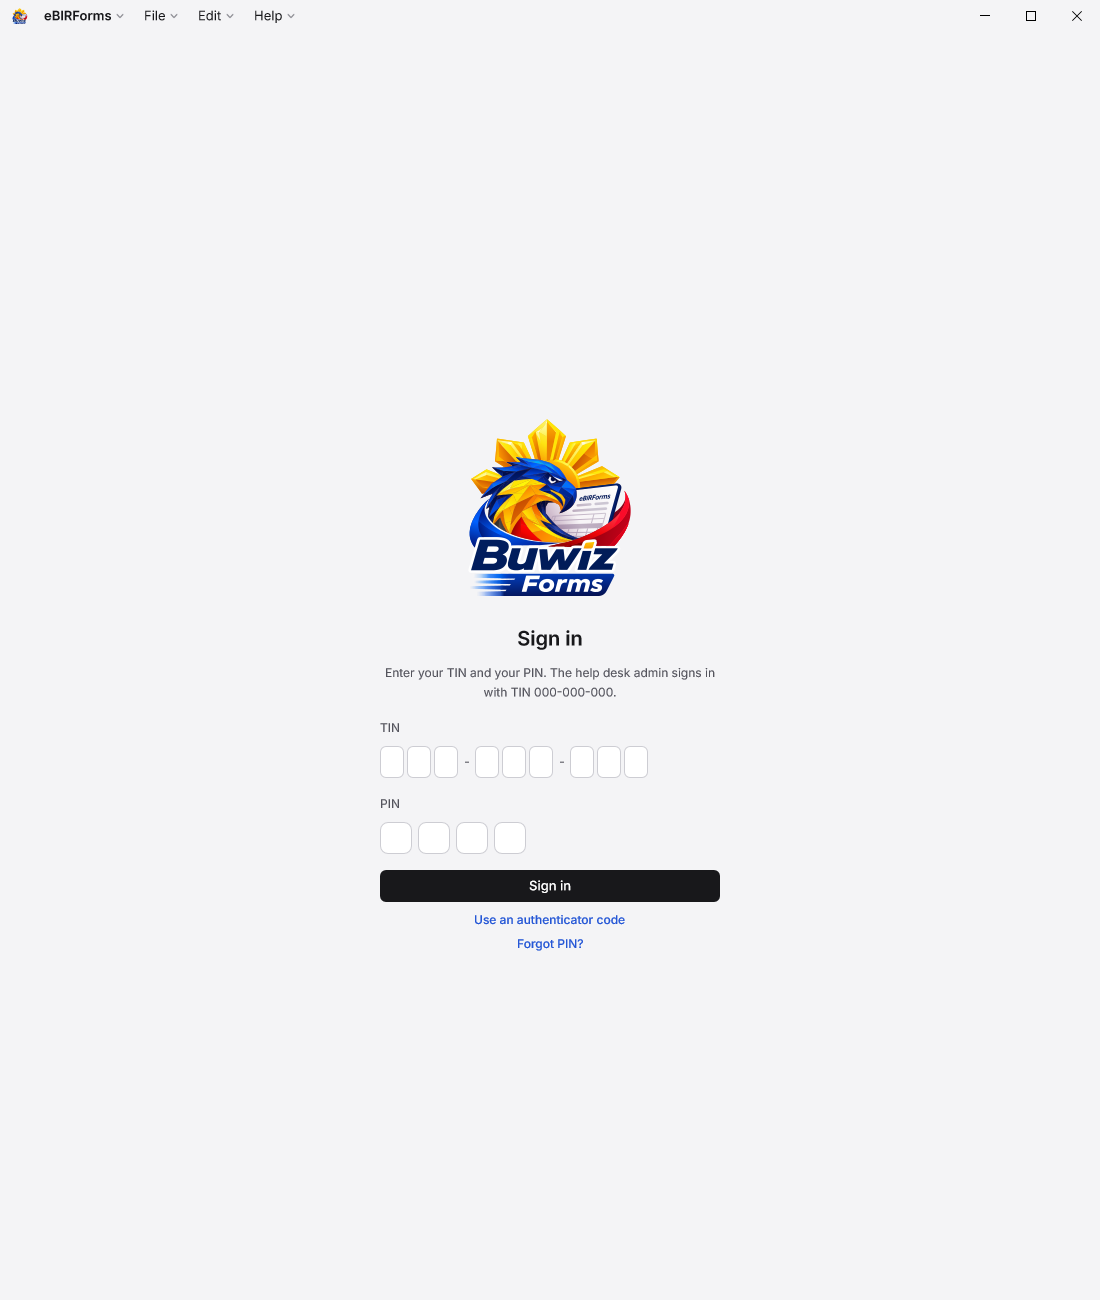 eBIRForms File Edit Help
eBIRForms
Buwiz
Forms
Sign in
Enter your TIN and your PIN. The help desk admin signs in
with TIN 000-000-000.
TIN
- -
PIN
Sign in
Use an authenticator code
Forgot PIN?